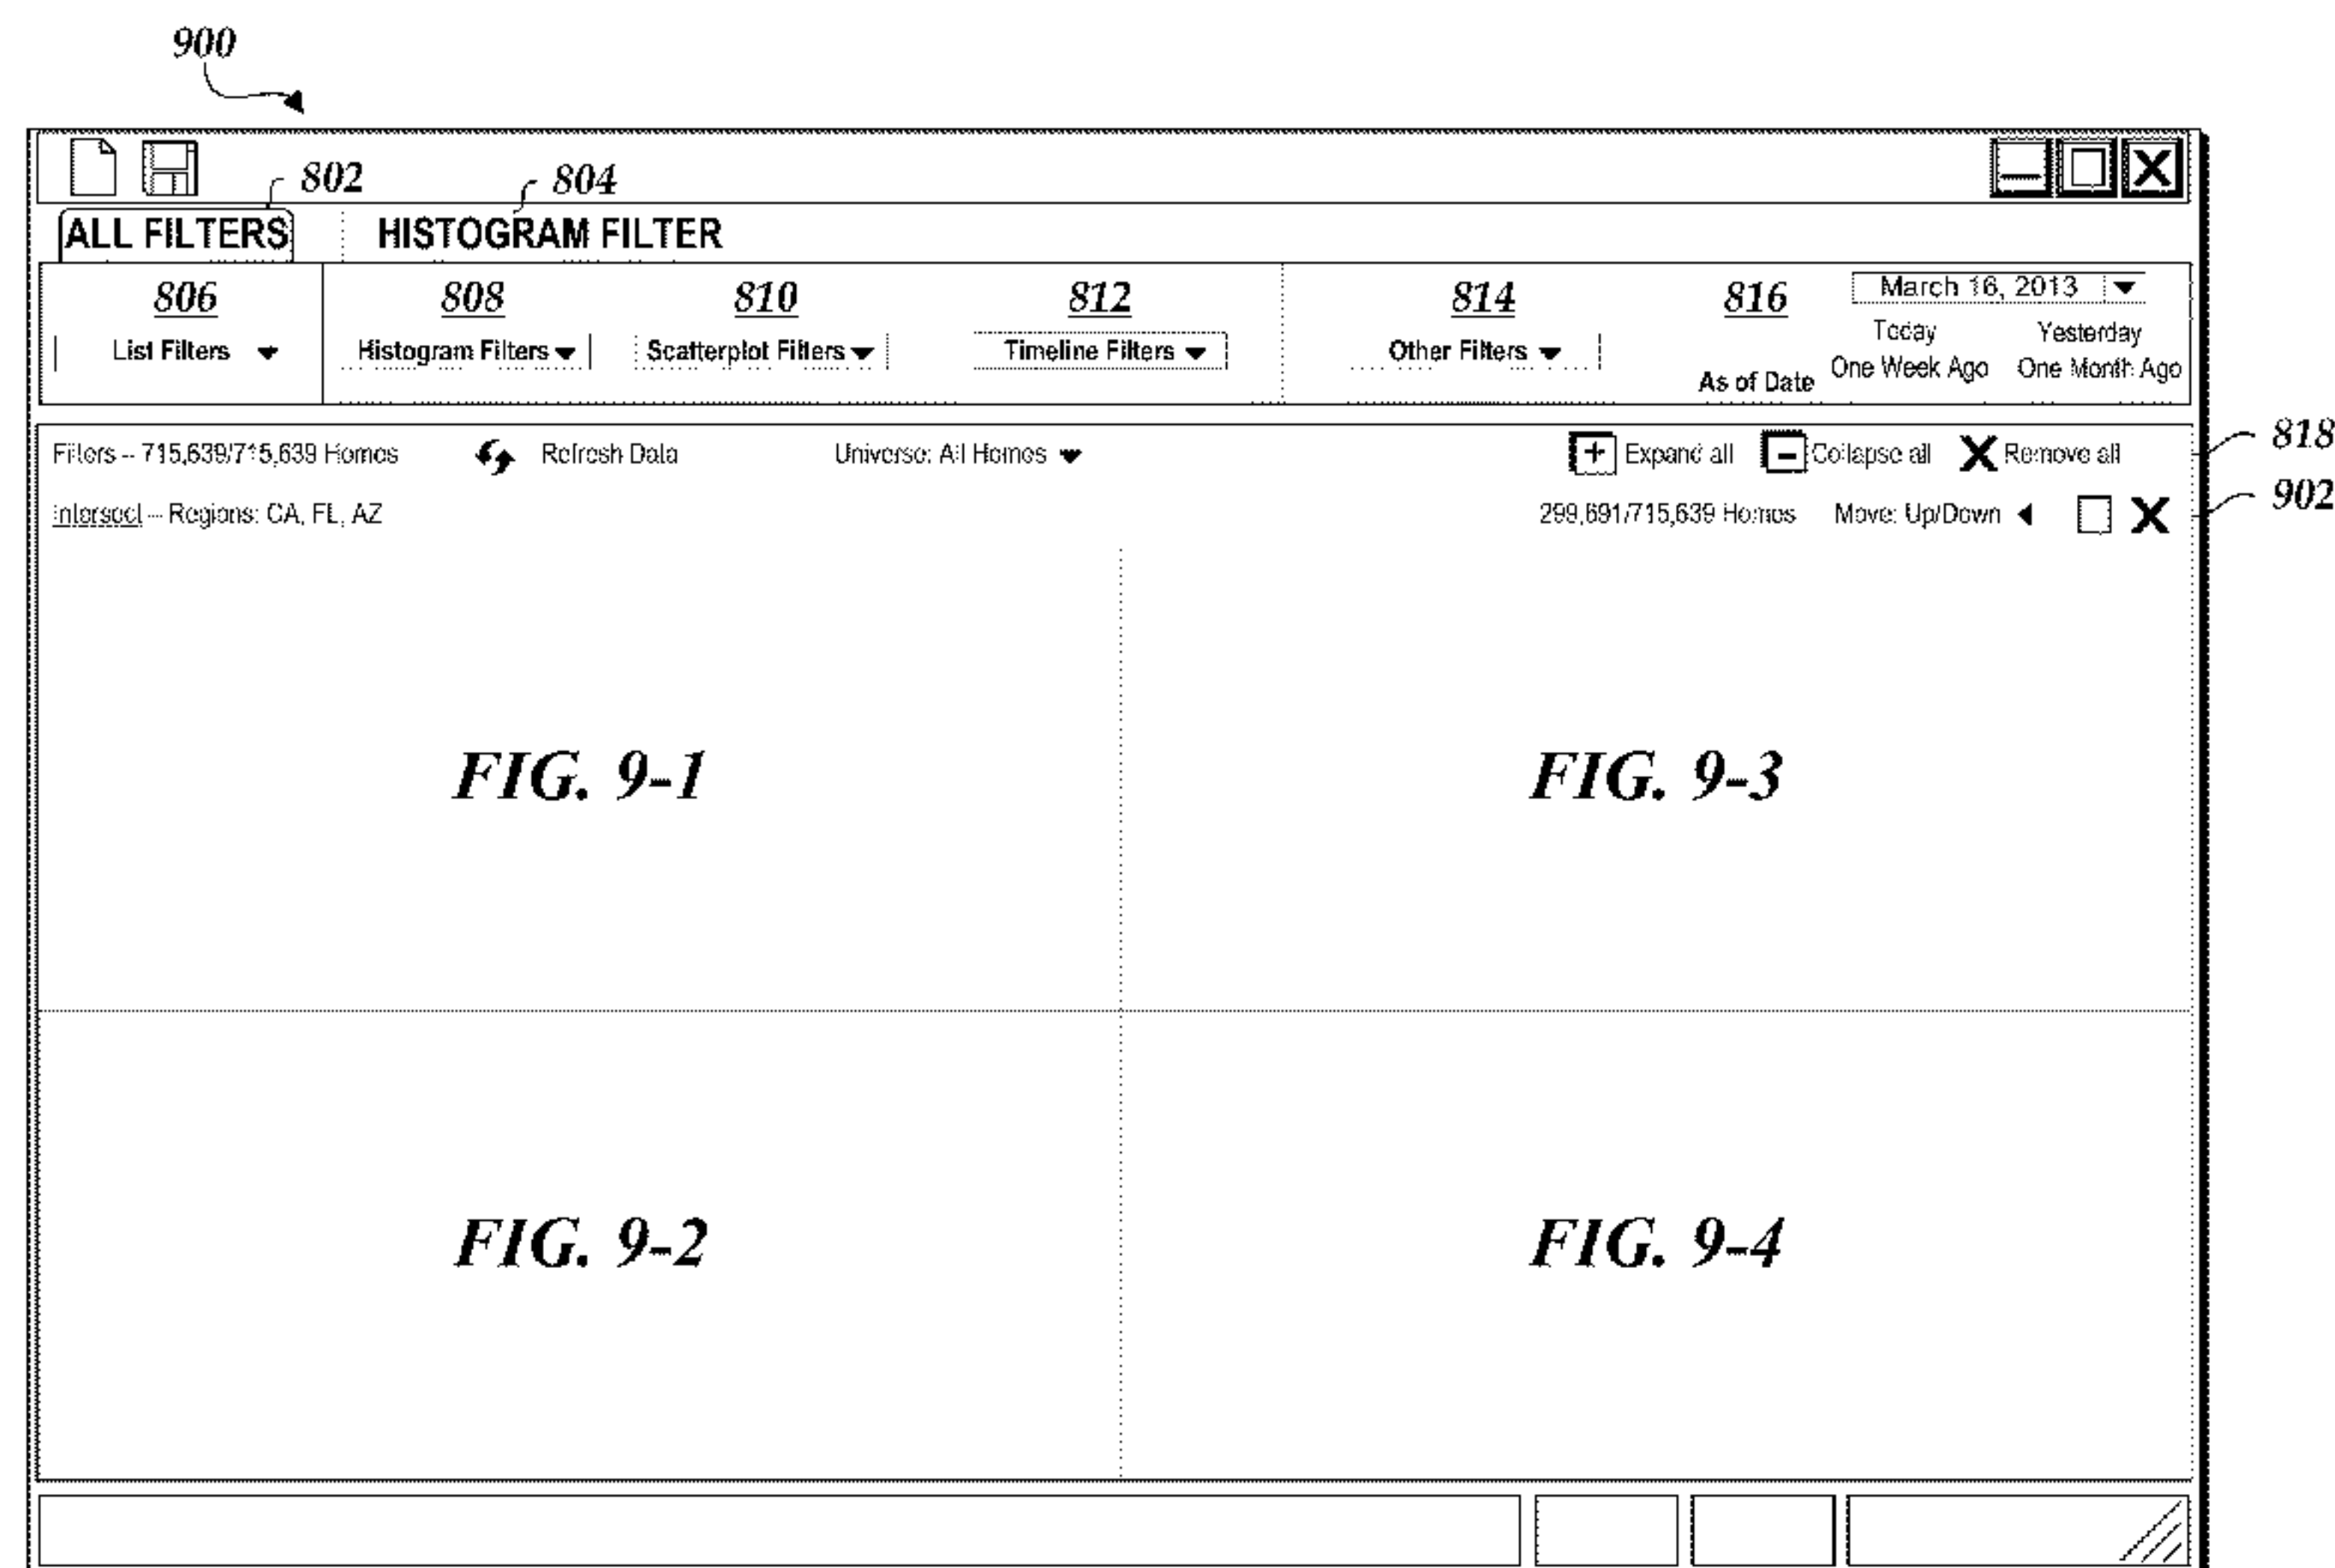 900
802
804
ALL FILTERS HISTOGRAM FILTER
806 808 810 812 814 816 March 16, 2013
List Filters Histogram Filters Scatterplot Filters Timeline Filters Other Filters Today Yesterday
As of Date One Week Ago One Month Ago
Filters -- 715,639/715,639 Homes Refresh Data Universe: All Homes + Expand all - Collapse all X Remove all 818
Intersect -- Regions: CA, FL, AZ 299,691/715,639 Homes Move: Up/Down X 902
FIG. 9-1 FIG. 9-3
FIG. 9-2 FIG. 9-4